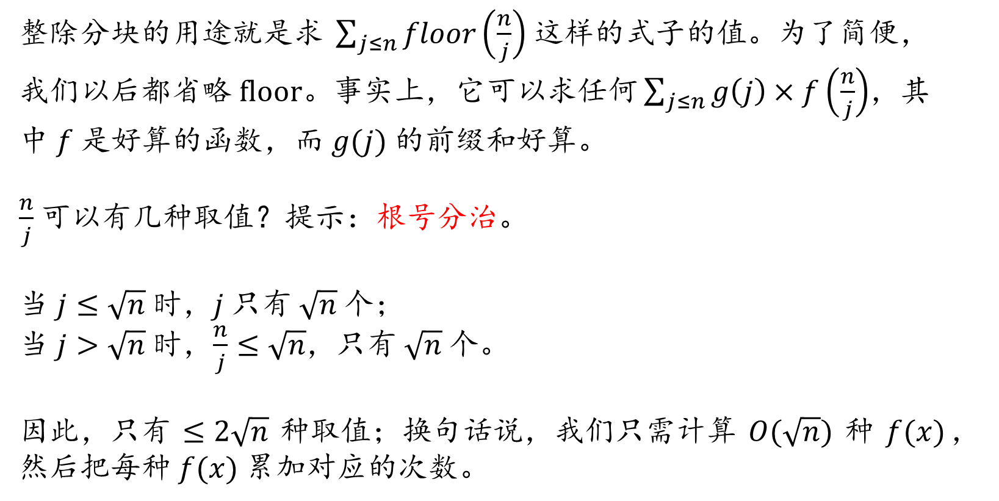 整除分块的用途就是求 $\sum_{j \leq n} floor\left(\frac{n}{j}\right)$ 这样的式子的值。为了简便，
我们以后都省略 floor。事实上，它可以求任何 $\sum_{j \leq n} g(j) \times f\left(\frac{n}{j}\right)$，其
中 $f$ 是好算的函数，而 $g(j)$ 的前缀和好算。
$\frac{n}{j}$ 可以有几种取值？提示：根号分治。
当 $j \leq \sqrt{n}$ 时，$j$ 只有 $\sqrt{n}$ 个；
当 $j > \sqrt{n}$ 时，$\frac{n}{j} \leq \sqrt{n}$，只有 $\sqrt{n}$ 个。
因此，只有 $\leq 2\sqrt{n}$ 种取值；换句话说，我们只需计算 $O(\sqrt{n})$ 种 $f(x)$，
然后把每种 $f(x)$ 累加对应的次数。